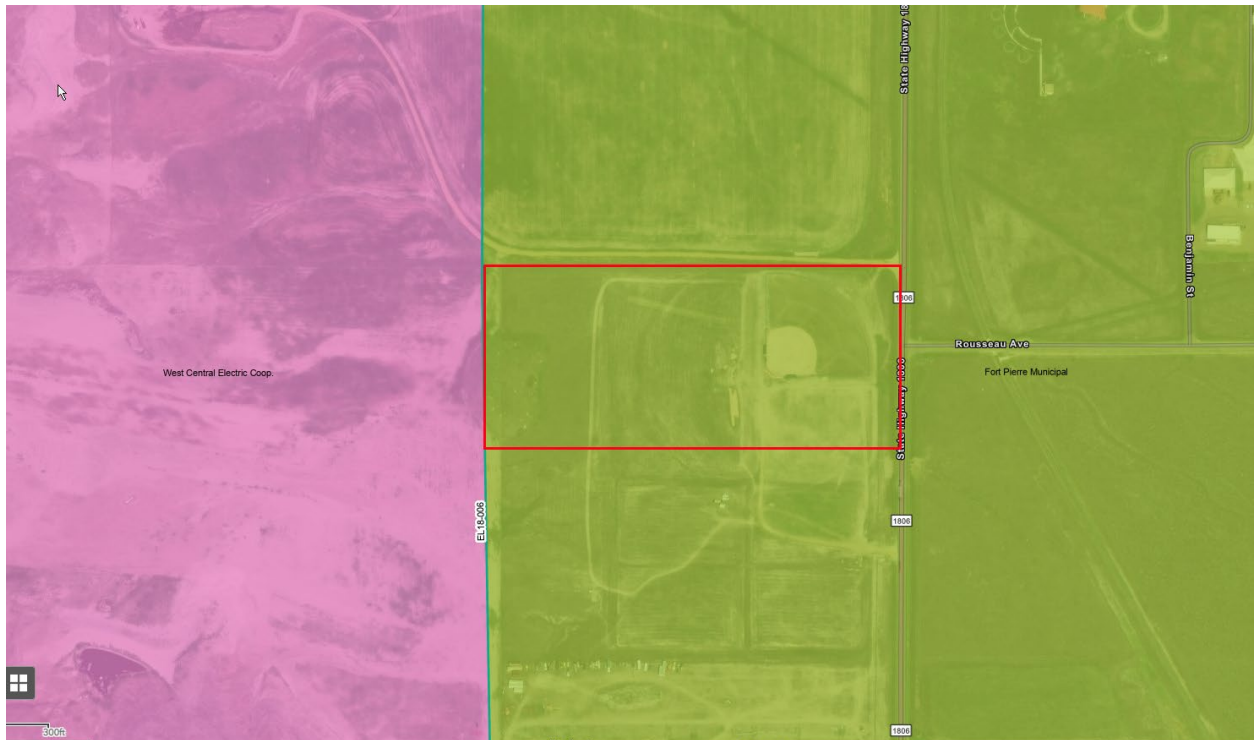 State Highway 18
1806
Benjamin St
Rousseau Ave
West Central Electric Coop.
Fort Pierre Municipal
State Highway 1806
EL18-006
1806
1806
300ft